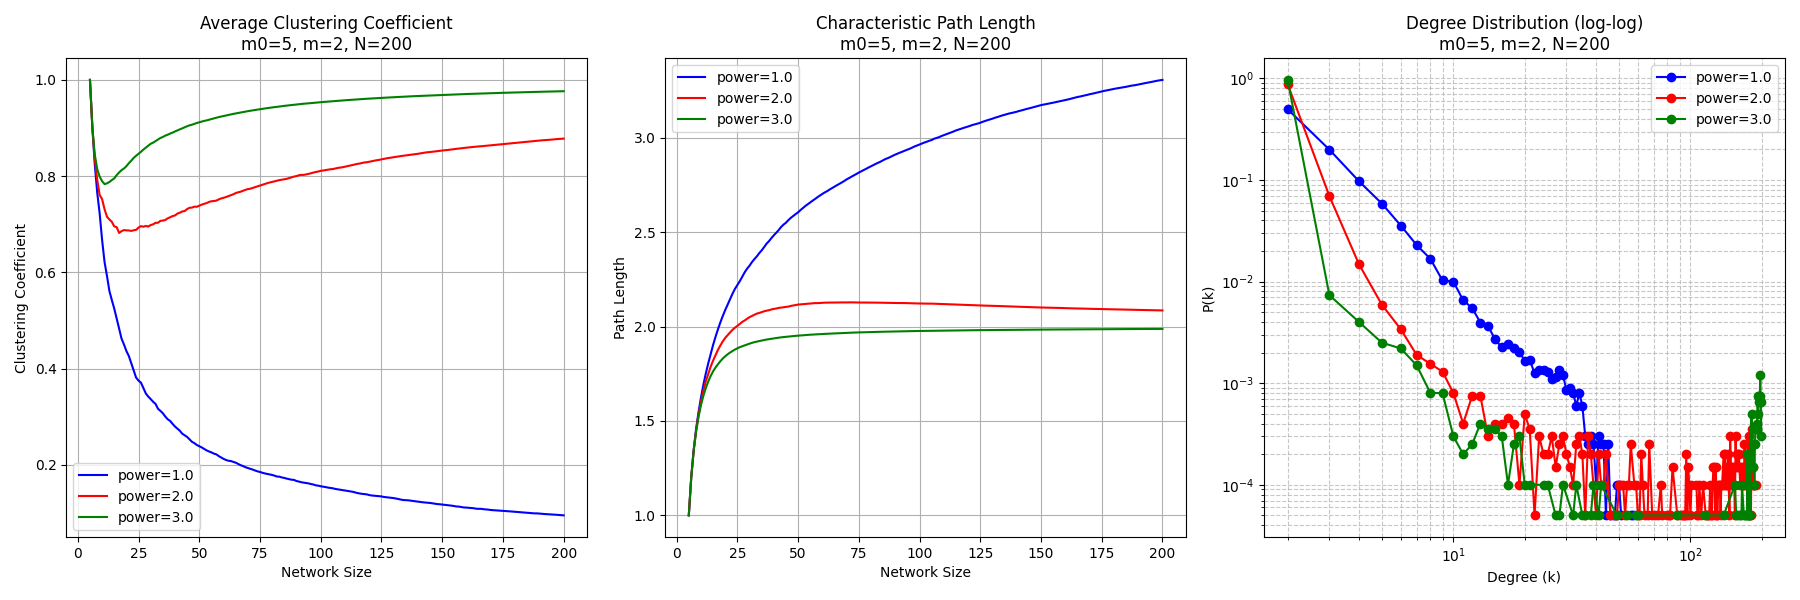 Average Clustering Coefficient
m0=5, m=2, N=200
Clustering Coefficient
1.0
0.8
0.6
0.4
0.2
power=1.0
power=2.0
power=3.0
0 25 50 75 100 125 150 175 200
Network Size
Characteristic Path Length
m0=5, m=2, N=200
power=1.0
power=2.0
power=3.0
Path Length
3.0
2.5
2.0
1.5
1.0
0 25 50 75 100 125 150 175 200
Network Size
Degree Distribution (log-log)
m0=5, m=2, N=200
power=1.0
power=2.0
power=3.0
P(k)
10⁰
10⁻¹
10⁻²
10⁻³
10⁻⁴
10¹ 10²
Degree (k)